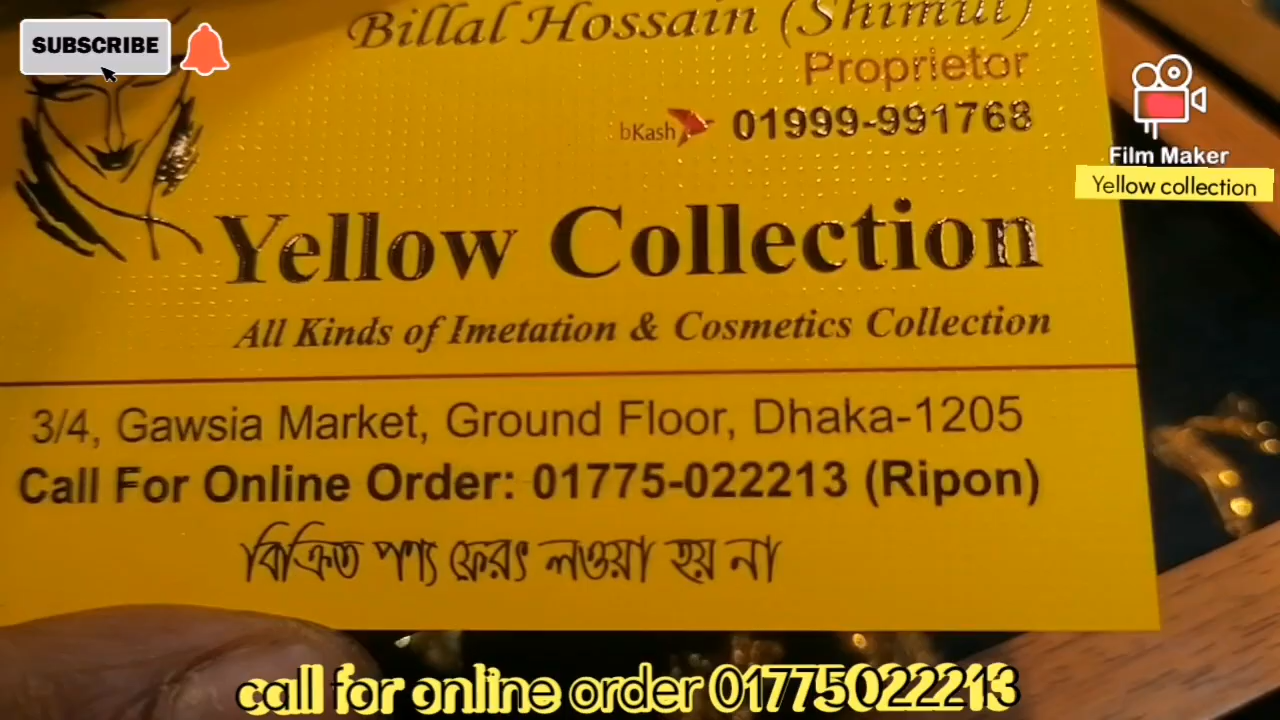 SUBSCRIBE
Billal Hossain (Shimul)
Proprietor
bKash 01999-991768
Film Maker
Yellow collection
Yellow Collection
All Kinds of Imetation & Cosmetics Collection
3/4, Gawsia Market, Ground Floor, Dhaka-1205
Call For Online Order: 01775-022213 (Ripon)
বিক্রিত পণ্য ফেরৎ লওয়া হয় না
call for online order 01775022213